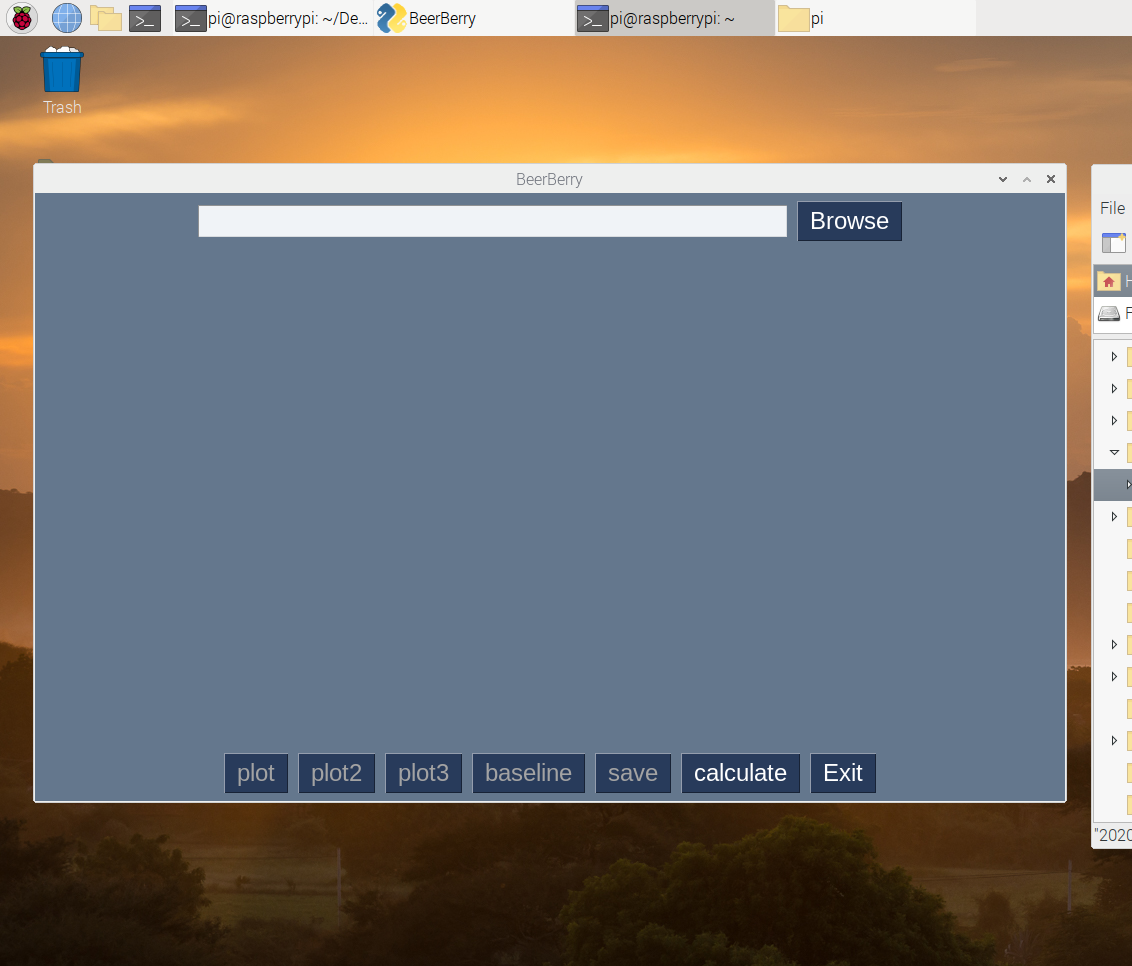 pi@raspberrypi: ~/De...
BeerBerry
pi@raspberrypi: ~
pi
Trash
BeerBerry
Browse
File
plot
plot2
plot3
baseline
save
calculate
Exit
"2020